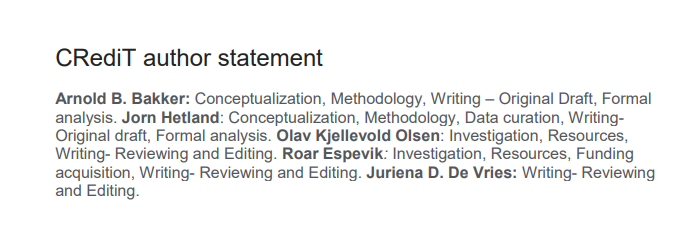 CRediT author statement
Arnold B. Bakker: Conceptualization, Methodology, Writing – Original Draft, Formal
analysis. Jorn Hetland: Conceptualization, Methodology, Data curation, Writing-
Original draft, Formal analysis. Olav Kjellevold Olsen: Investigation, Resources,
Writing- Reviewing and Editing. Roar Espevik: Investigation, Resources, Funding
acquisition, Writing- Reviewing and Editing. Juriena D. De Vries: Writing- Reviewing
and Editing.